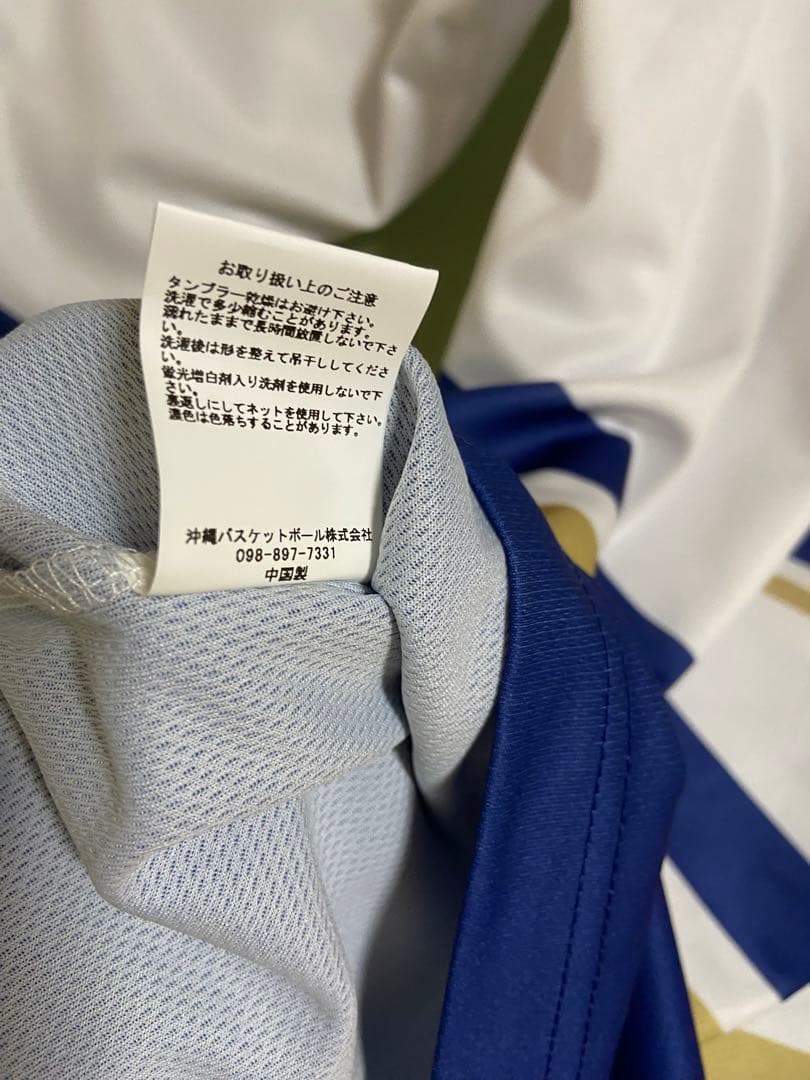 お取り扱い上のご注意
タンブラー乾燥はお避け下さい。
洗濯で多少縮むことがあります。
濡れたままで長時間放置しないで下さ
い。
洗濯後は形を整えて吊干ししてくださ
い。
蛍光増白剤入り洗剤を使用しないで下
さい。
裏返しにしてネットを使用して下さい。
濃色は色落ちすることがあります。
沖縄バスケットボール株式会社
098-897-7331
中国製